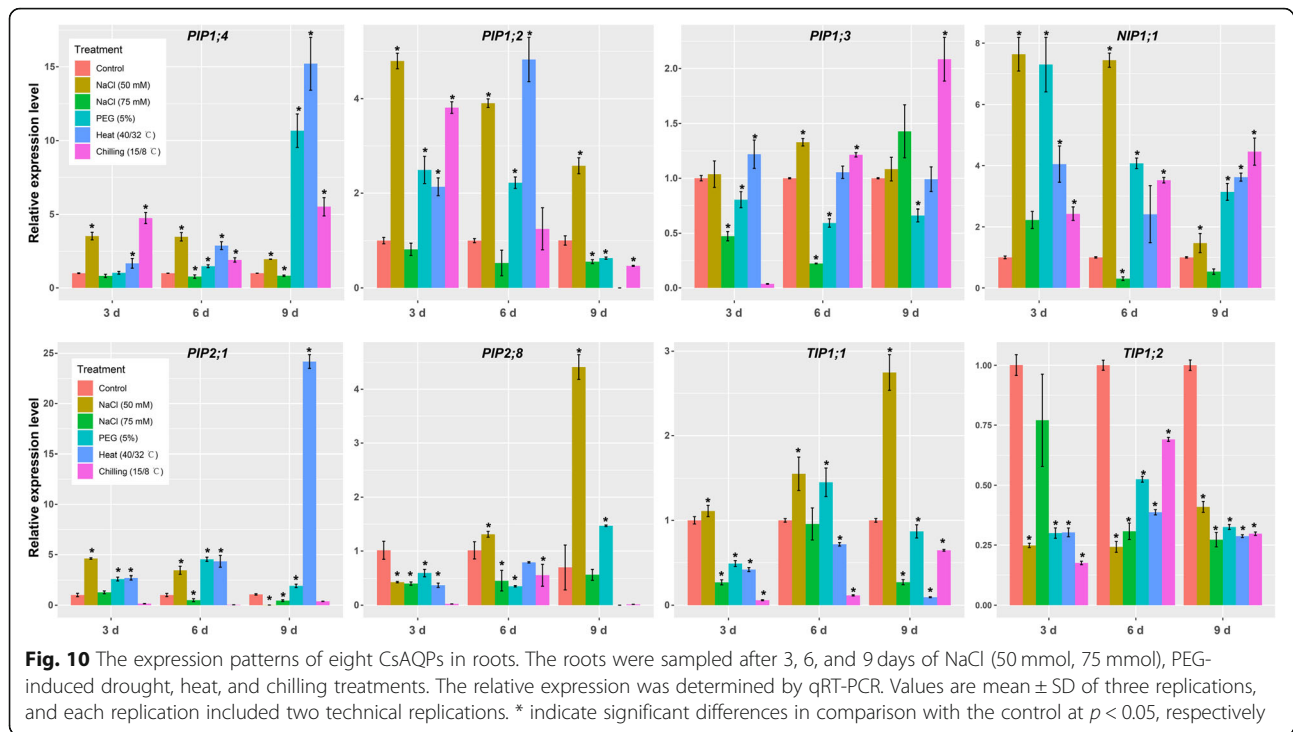 PIP1;4
PIP1;2
PIP1;3
NIP1;1
Relative expression level
15
10
5
0
Treatment
Control
NaCl (50 mM)
NaCl (75 mM)
PEG (5%)
Heat (40/32 ℃)
Chilling (15/8 ℃)
* * * * * * * * * * * * *
3 d
6 d
9 d
4
2
0
* * * * * * * * * * *
3 d
6 d
9 d
2.0
1.5
1.0
0.5
0.0
* * * * * * * * *
3 d
6 d
9 d
8
6
4
2
0
* * * * * * * * * * * *
3 d
6 d
9 d
PIP2;1
PIP2;8
TIP1;1
TIP1;2
Relative expression level
25
20
15
10
5
0
Treatment
Control
NaCl (50 mM)
NaCl (75 mM)
PEG (5%)
Heat (40/32 ℃)
Chilling (15/8 ℃)
* * * * * * * * * * *
3 d
6 d
9 d
4
3
2
1
0
* * * * * * * * * *
3 d
6 d
9 d
3
2
1
0
* * * * * * * * * * * * * *
3 d
6 d
9 d
1.00
0.75
0.50
0.25
0.00
* * * * * * * * * * * * * *
3 d
6 d
9 d
Fig. 10 The expression patterns of eight CsAQPs in roots. The roots were sampled after 3, 6, and 9 days of NaCl (50 mmol, 75 mmol), PEG-
induced drought, heat, and chilling treatments. The relative expression was determined by qRT-PCR. Values are mean ± SD of three replications,
and each replication included two technical replications. * indicate significant differences in comparison with the control at p < 0.05, respectively